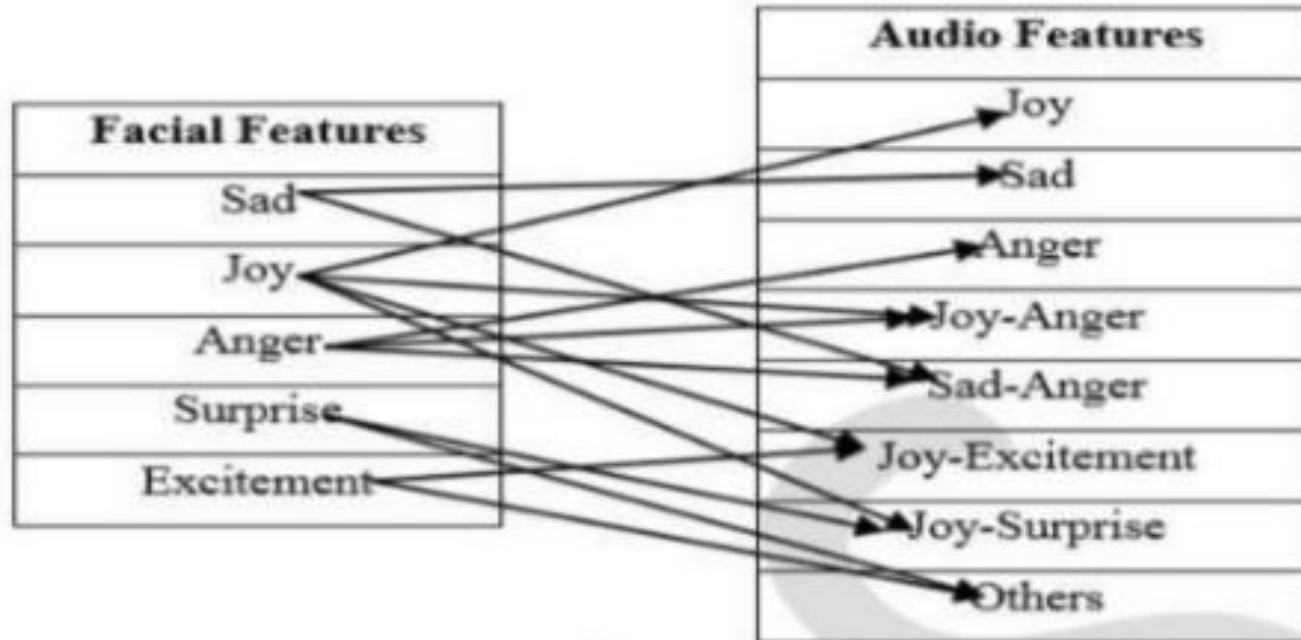 Facial Features
Sad
Joy
Anger
Surprise
Excitement
Audio Features
Joy
Sad
Anger
Joy-Anger
Sad-Anger
Joy-Excitement
Joy-Surprise
Others